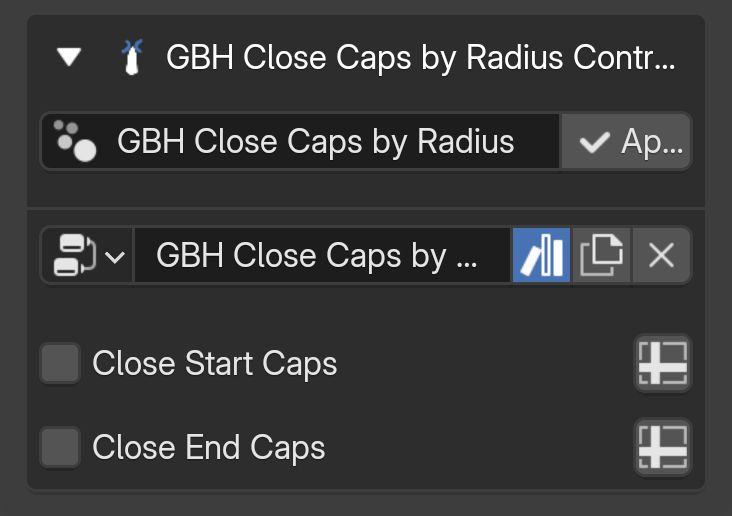 GBH Close Caps by Radius Contr...
GBH Close Caps by Radius Ap...
GBH Close Caps by ...
Close Start Caps
Close End Caps